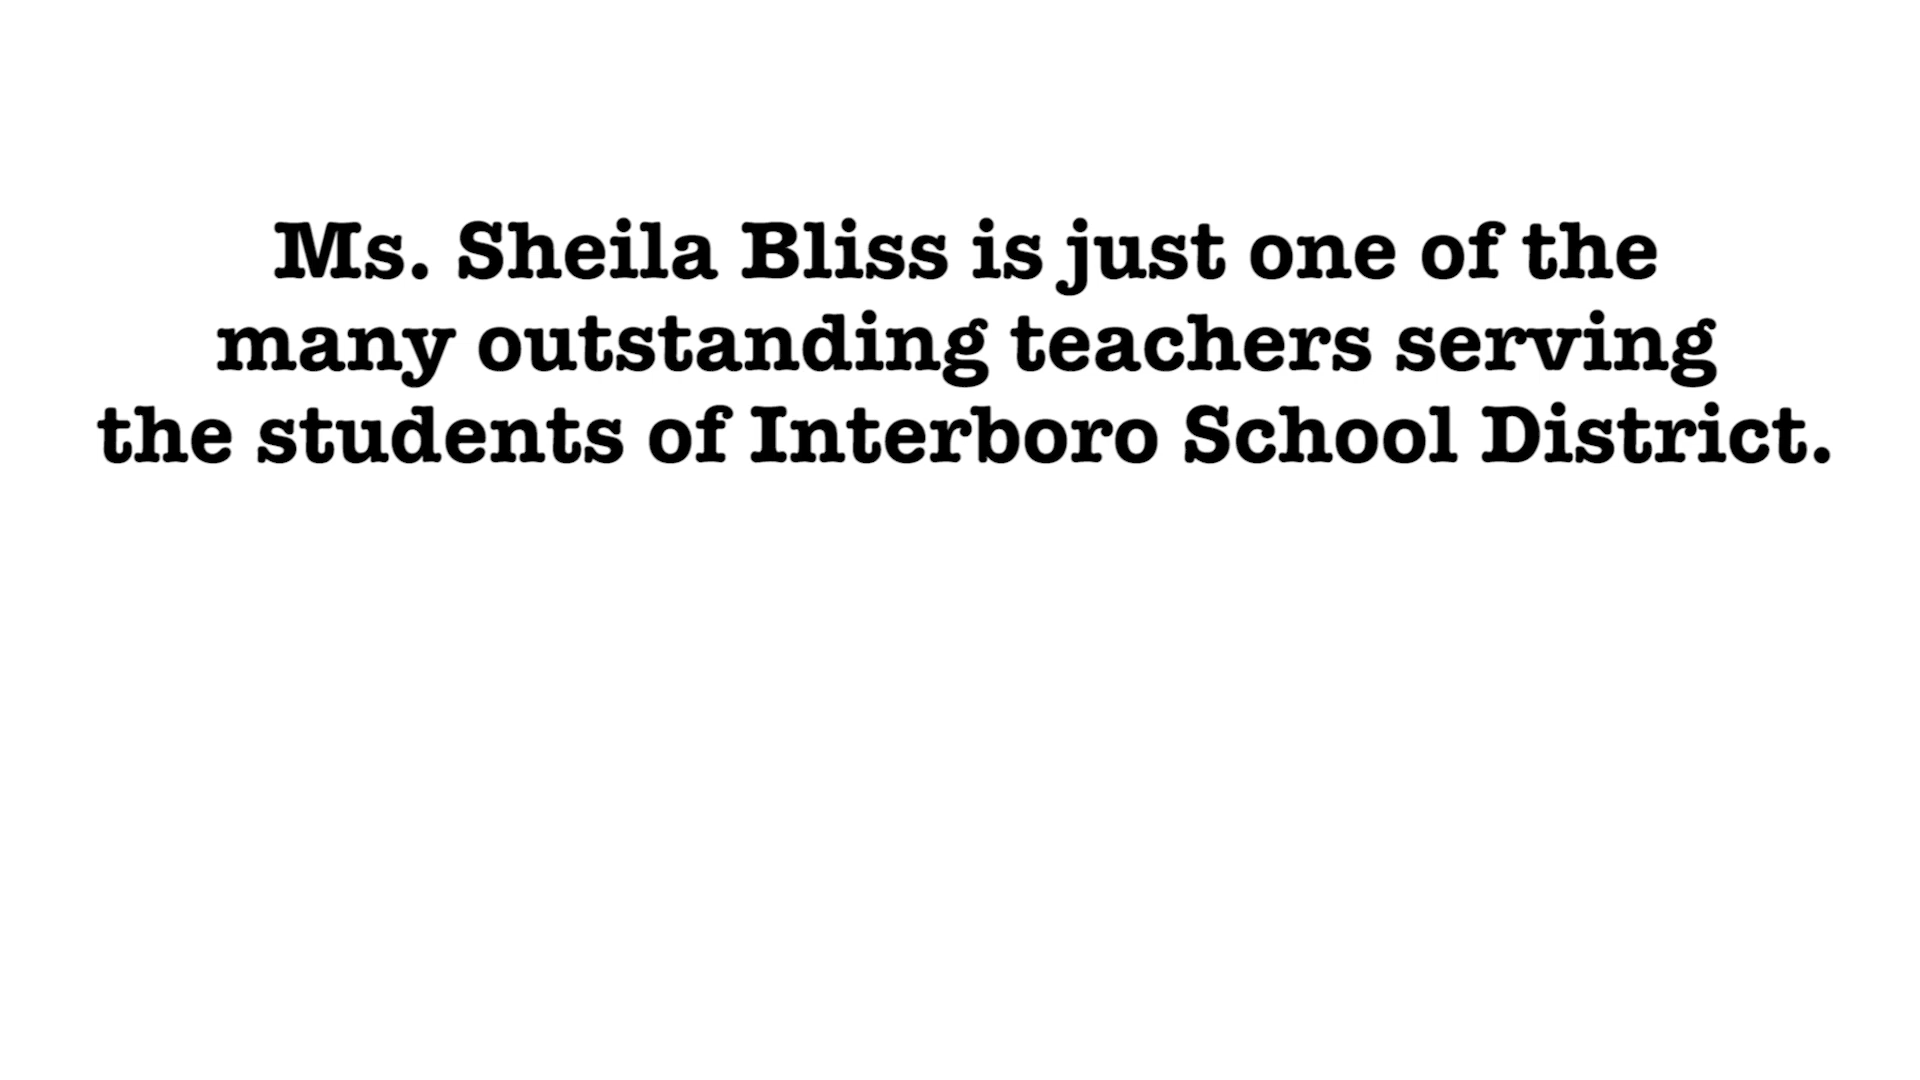 Ms. Sheila Bliss is just one of the
many outstanding teachers serving
the students of Interboro School District.